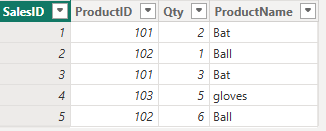 SalesID ProductID Qty ProductName
1 101 2 Bat
2 102 1 Ball
3 101 3 Bat
4 103 5 gloves
5 102 6 Ball